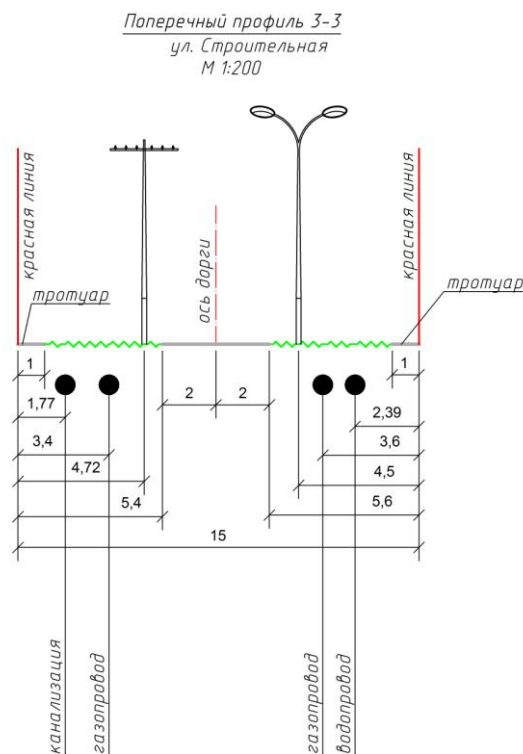 Поперечный профиль 3-3
ул. Строительная
М 1:200
красная линия
ось дорги
красная линия
тротуар
тротуар
1
2
2
1
1,77
2,39
3,4
3,6
4,72
4,5
5,4
5,6
15
канализация
газопровод
газопровод
водопровод